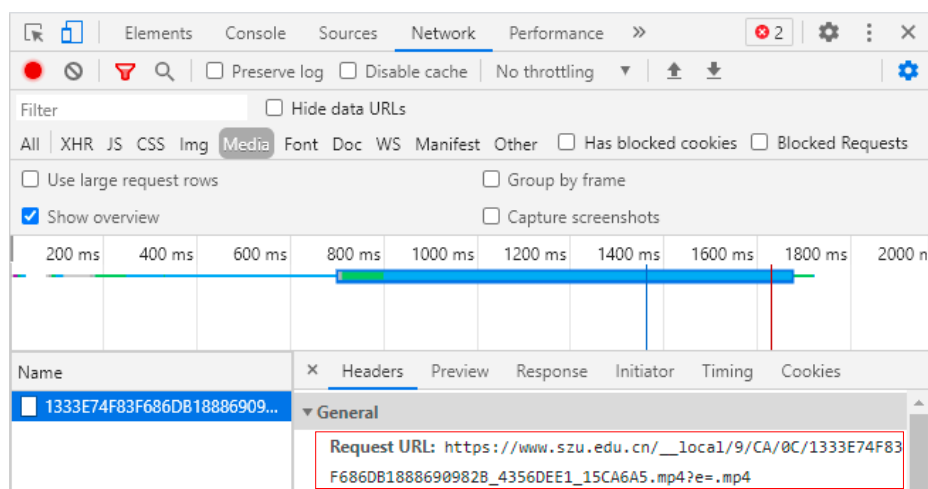 Elements Console Sources Network Performance » 2
Preserve log Disable cache No throttling
Filter Hide data URLs
All XHR JS CSS Img Media Font Doc WS Manifest Other Has blocked cookies Blocked Requests
Use large request rows Group by frame
Show overview Capture screenshots
200 ms 400 ms 600 ms 800 ms 1000 ms 1200 ms 1400 ms 1600 ms 1800 ms 2000 n
Name × Headers Preview Response Initiator Timing Cookies
1333E74F83F686DB18886909... General
Request URL: https://www.szu.edu.cn/__local/9/CA/0C/1333E74F83
F686DB1888690982B_4356DEE1_15CA6A5.mp4?e=.mp4